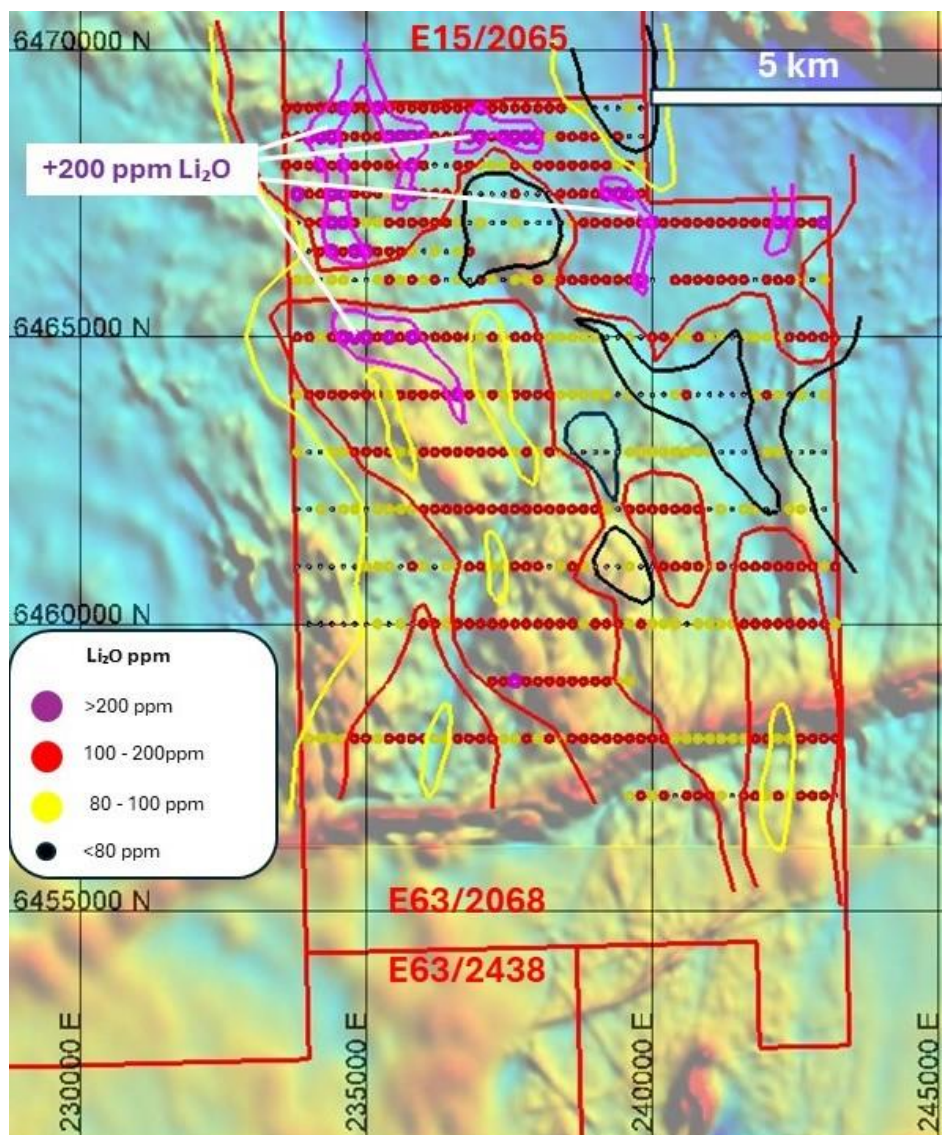 E15/2065
6470000 N
5 km
+200 ppm Li₂O
6465000 N
6460000 N
Li₂O ppm
>200 ppm
100 - 200ppm
80 - 100 ppm
<80 ppm
6455000 N
E63/2068
E63/2438
230000 E
235000 E
240000 E
245000 E